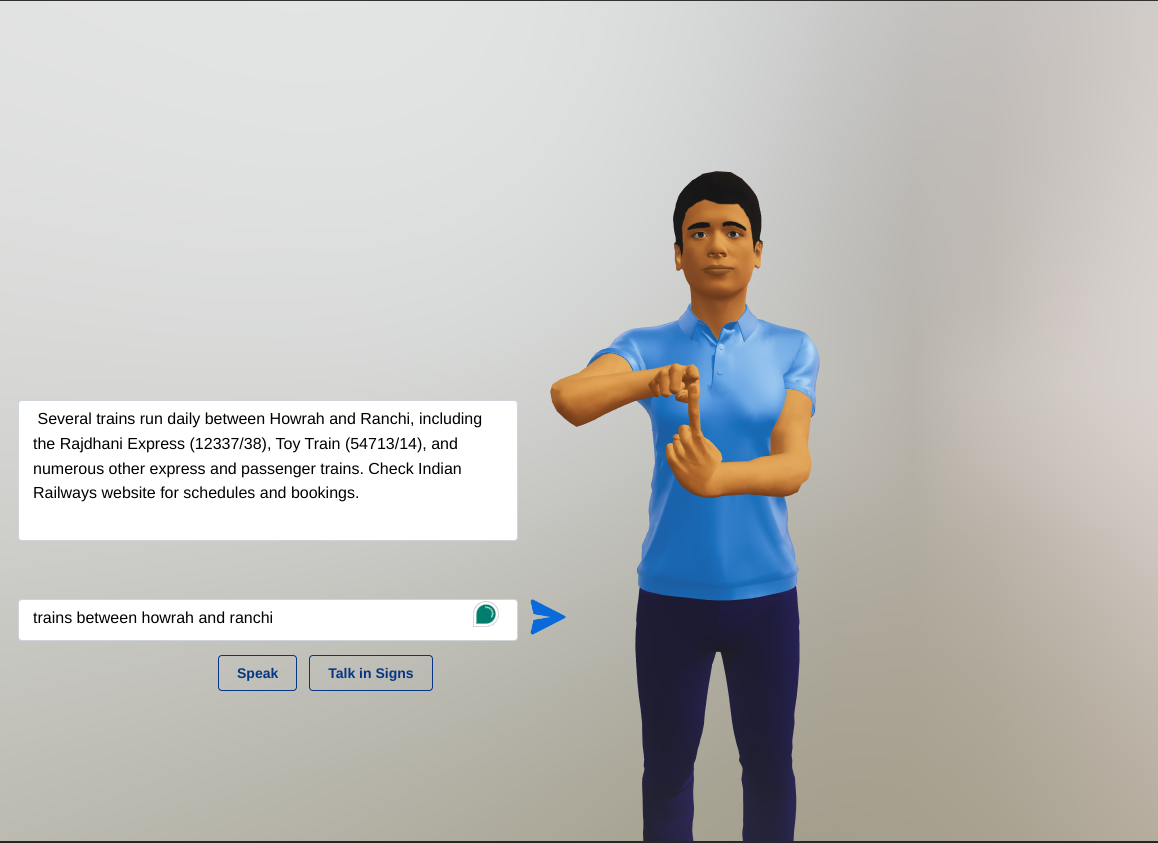 Several trains run daily between Howrah and Ranchi, including
the Rajdhani Express (12337/38), Toy Train (54713/14), and
numerous other express and passenger trains. Check Indian
Railways website for schedules and bookings.
trains between howrah and ranchi
Speak
Talk in Signs